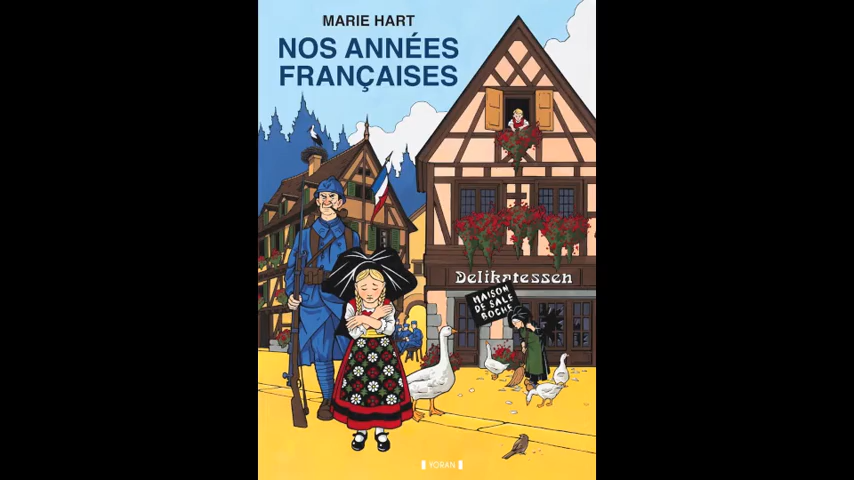 MARIE HART
NOS ANNÉES
FRANÇAISES
Delikatessen
MAISON
DE SALE
BOCHE
YORAN